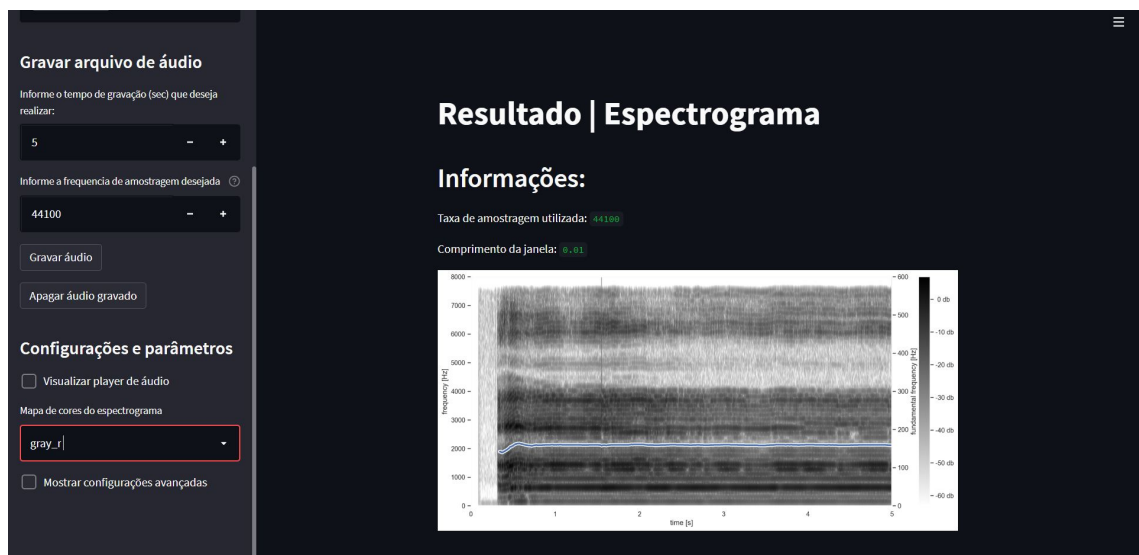 Gravar arquivo de áudio
Informe o tempo de gravação (sec) que deseja
realizar:
5
Informe a frequencia de amostragem desejada
44100
Gravar áudio
Apagar áudio gravado
Configurações e parâmetros
Visualizar player de áudio
Mapa de cores do espectrograma
gray_r
Mostrar configurações avançadas
Resultado | Espectrograma
Informações:
Taxa de amostragem utilizada: 44100
Comprimento da janela: 0.01
frequency [Hz]
8000
7000
6000
5000
4000
3000
2000
1000
0
0
1
2
3
4
5
time [s]
600
500
400
300
200
100
0
fundamental frequency [Hz]
0 db
-10 db
-20 db
-30 db
-40 db
-50 db
-60 db